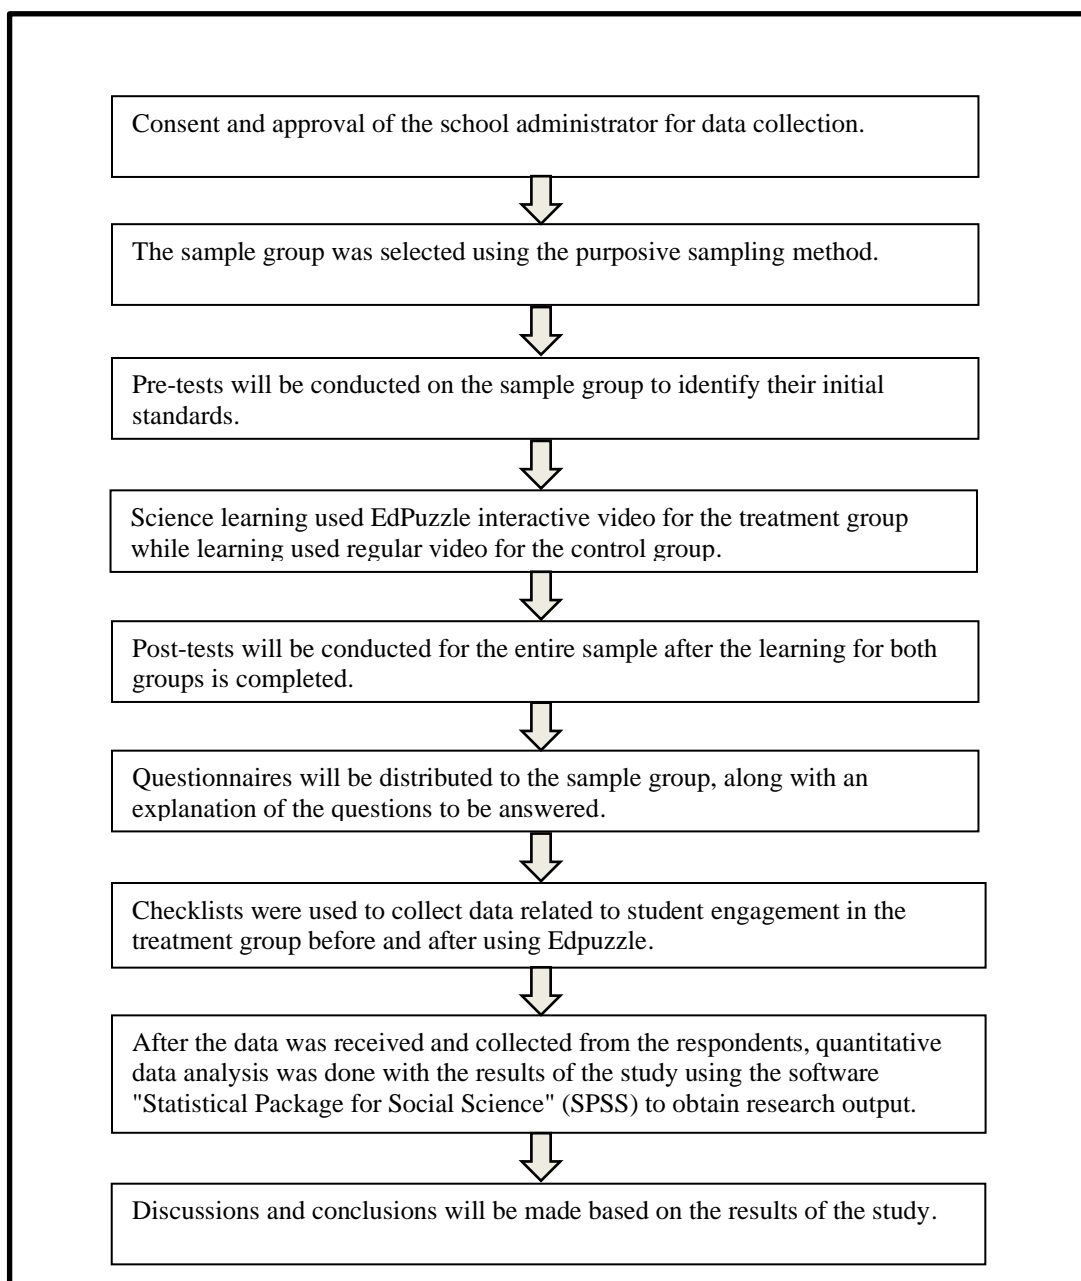 Consent and approval of the school administrator for data collection.
The sample group was selected using the purposive sampling method.
Pre-tests will be conducted on the sample group to identify their initial
standards.
Science learning used EdPuzzle interactive video for the treatment group
while learning used regular video for the control group.
Post-tests will be conducted for the entire sample after the learning for both
groups is completed.
Questionnaires will be distributed to the sample group, along with an
explanation of the questions to be answered.
Checklists were used to collect data related to student engagement in the
treatment group before and after using Edpuzzle.
After the data was received and collected from the respondents, quantitative
data analysis was done with the results of the study using the software
"Statistical Package for Social Science" (SPSS) to obtain research output.
Discussions and conclusions will be made based on the results of the study.